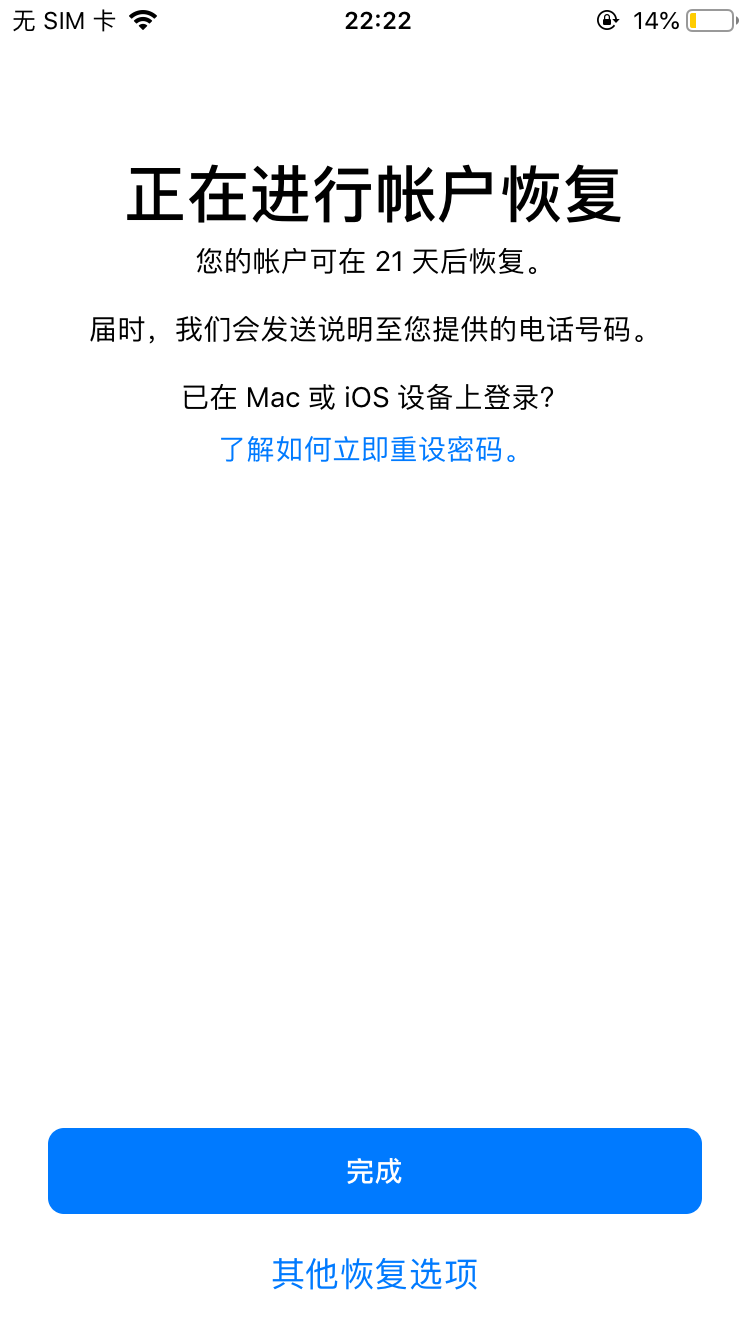 无 SIM 卡 22:22 14%
正在进行帐户恢复
您的帐户可在 21 天后恢复。
届时，我们会发送说明至您提供的电话号码。
已在 Mac 或 iOS 设备上登录?
了解如何立即重设密码。
完成
其他恢复选项